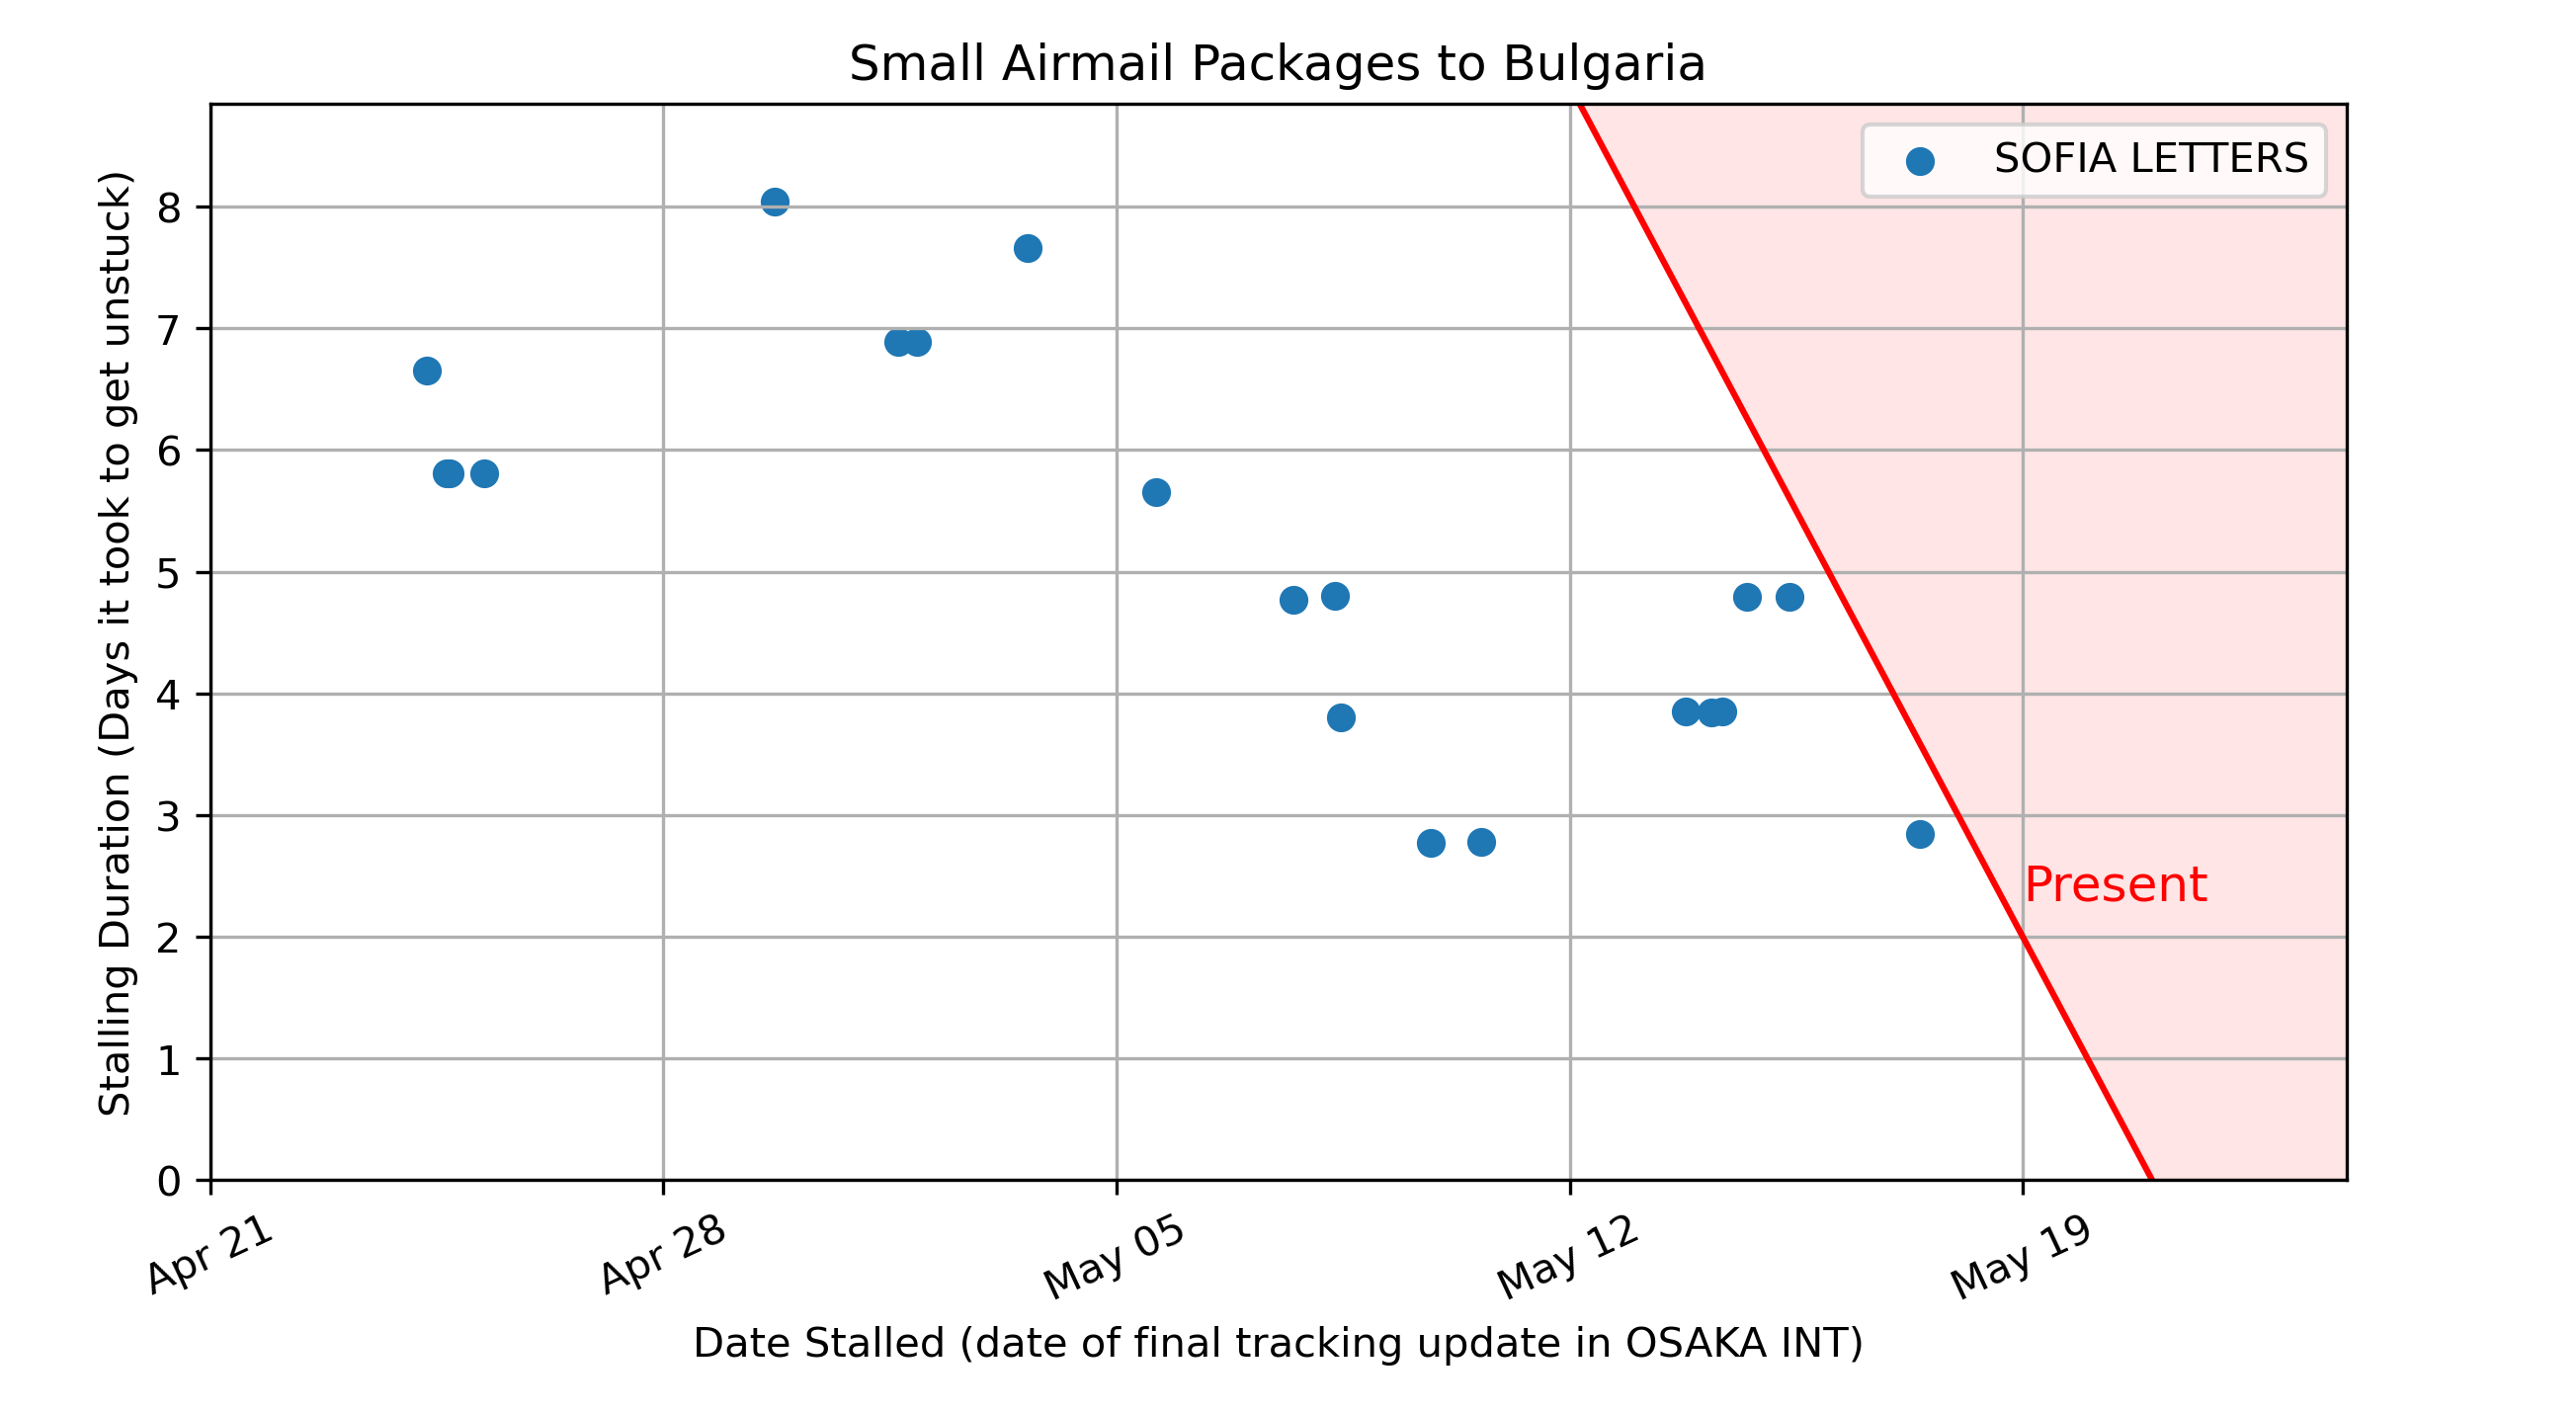 Small Airmail Packages to Bulgaria
SOFIA LETTERS
Stalling Duration (Days it took to get unstuck)
8
7
6
5
4
3
2
1
0
Present
Apr 21
Apr 28
May 05
May 12
May 19
Date Stalled (date of final tracking update in OSAKA INT)